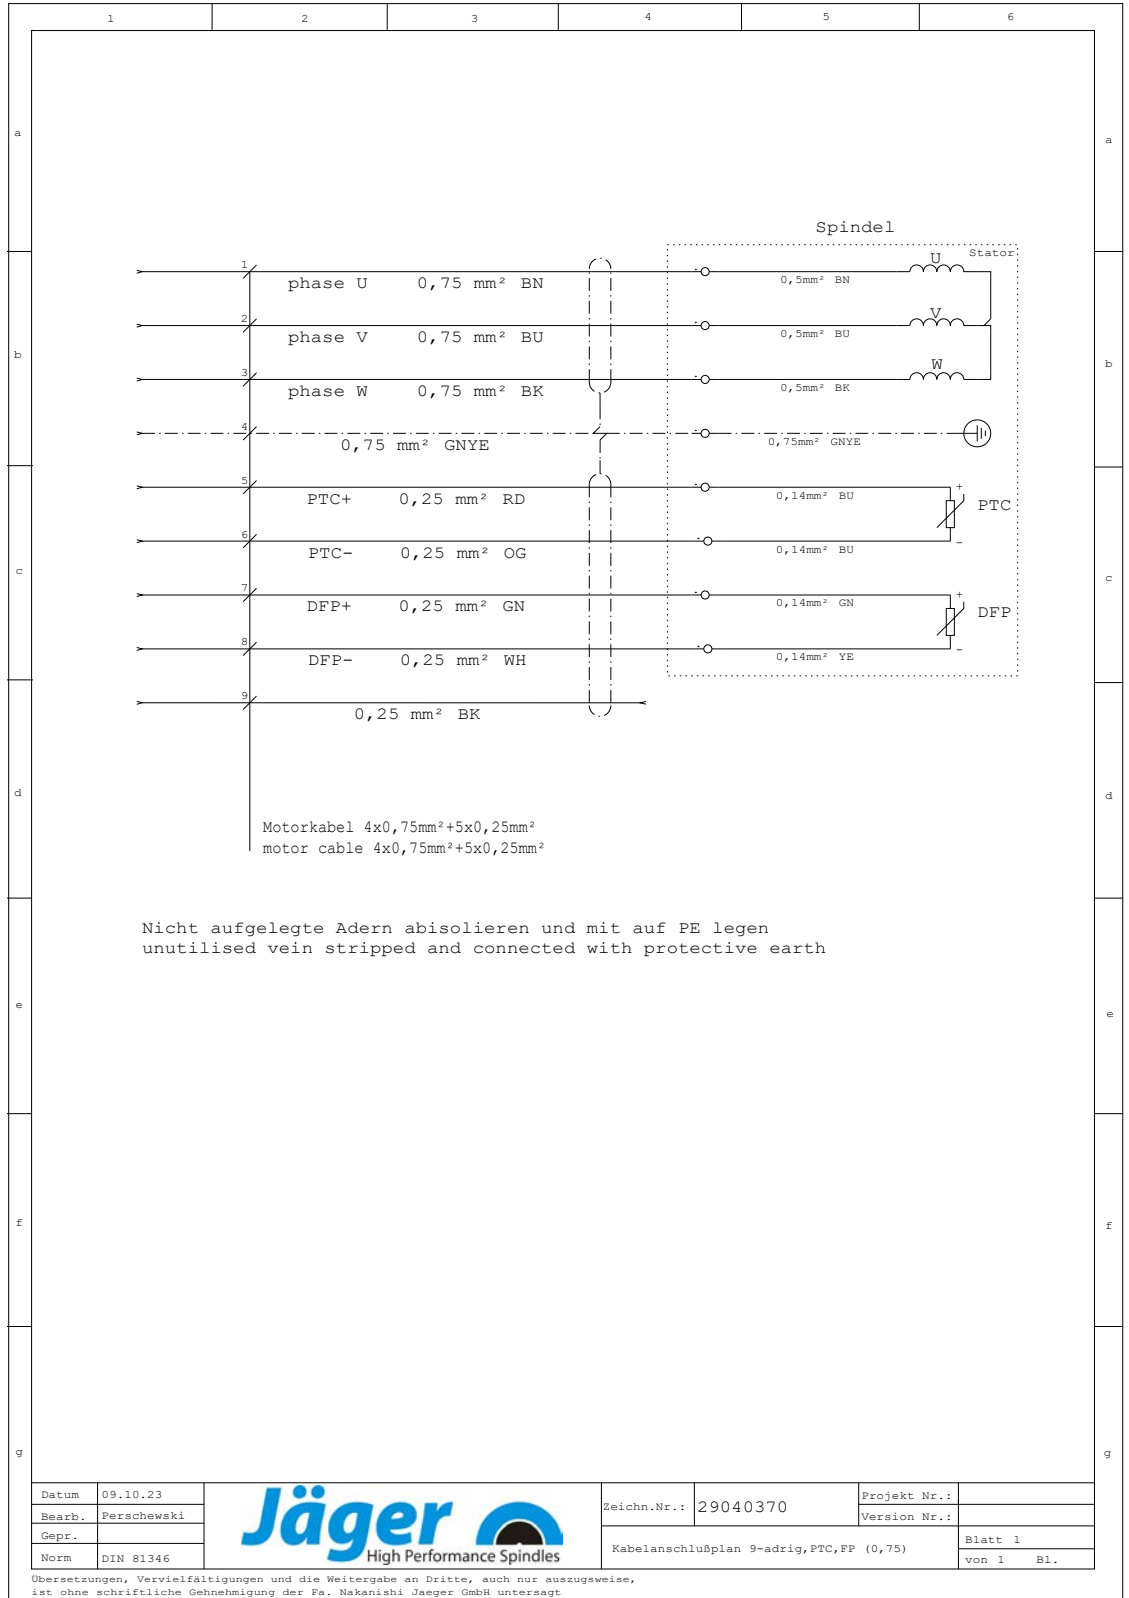 1 2 3 4 5 6
a a
Spindel
Stator
1 U
phase U 0,75 mm² BN 0,5mm² BN
2 V
phase V 0,75 mm² BU 0,5mm² BU
b b
3 W
phase W 0,75 mm² BK 0,5mm² BK
4
0,75 mm² GNYE 0,75mm² GNYE
5 +
PTC+ 0,25 mm² RD 0,14mm² BU PTC
6 -
PTC- 0,25 mm² OG 0,14mm² BU
c c
7 +
DFP+ 0,25 mm² GN 0,14mm² GN DFP
8 -
DFP- 0,25 mm² WH 0,14mm² YE
9
0,25 mm² BK
d d
Motorkabel 4x0,75mm²+5x0,25mm²
motor cable 4x0,75mm²+5x0,25mm²
Nicht aufgelegte Adern abisolieren und mit auf PE legen
unutilised vein stripped and connected with protective earth
e e
f f
g g
Datum 09.10.23
Bearb. Perschewski
Gepr.
Norm DIN 81346
Jäger
High Performance Spindles
Zeichn.Nr.: 29040370
Kabelanschlußplan 9-adrig,PTC,FP (0,75)
Projekt Nr.:
Version Nr.:
Blatt 1
von 1 Bl.
Übersetzungen, Vervielfältigungen und die Weitergabe an Dritte, auch nur auszugsweise,
ist ohne schriftliche Gehnehmigung der Fa. Nakanishi Jaeger GmbH untersagt